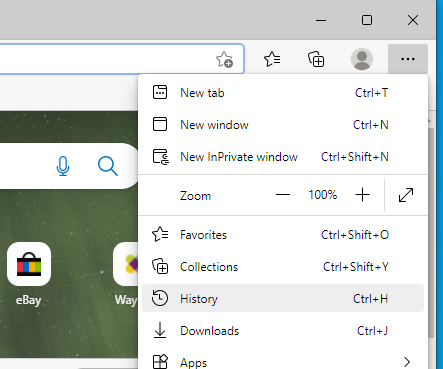 New tab Ctrl+T
New window Ctrl+N
New InPrivate window Ctrl+Shift+N
Zoom — 100% +
Favorites Ctrl+Shift+O
Collections Ctrl+Shift+Y
History Ctrl+H
Downloads Ctrl+J
Apps
eBay
Way